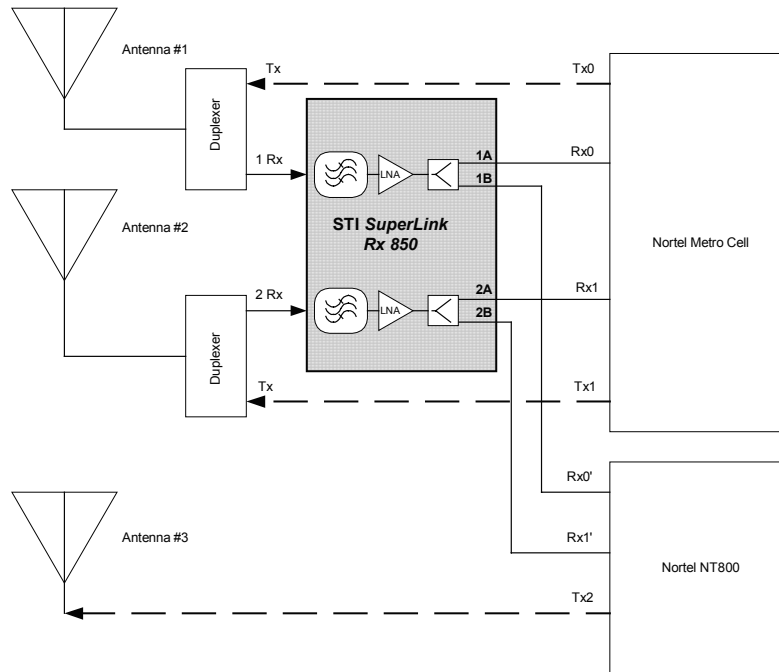 Antenna #1
Duplexer
Tx
Tx0
1 Rx
LNA
1A
1B
Rx0
STI SuperLink
Rx 850
Nortel Metro Cell
Antenna #2
Duplexer
2 Rx
LNA
2A
2B
Rx1
Tx
Tx1
Rx0'
Rx1'
Nortel NT800
Antenna #3
Tx2